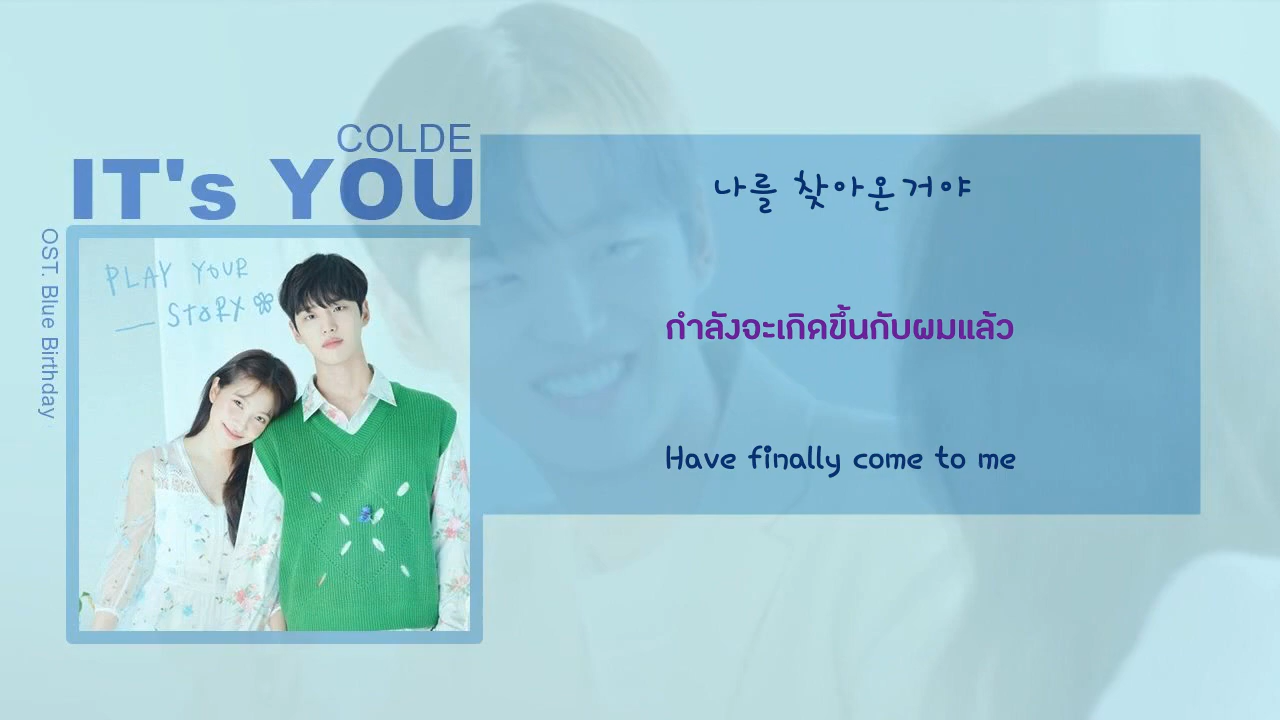 COLDE
IT's YOU
OST. Blue Birthday
PLAY YOUR
STORY
나를 찾아온거야
กำลังจะเกิดขึ้นกับผมแล้ว
Have finally come to me